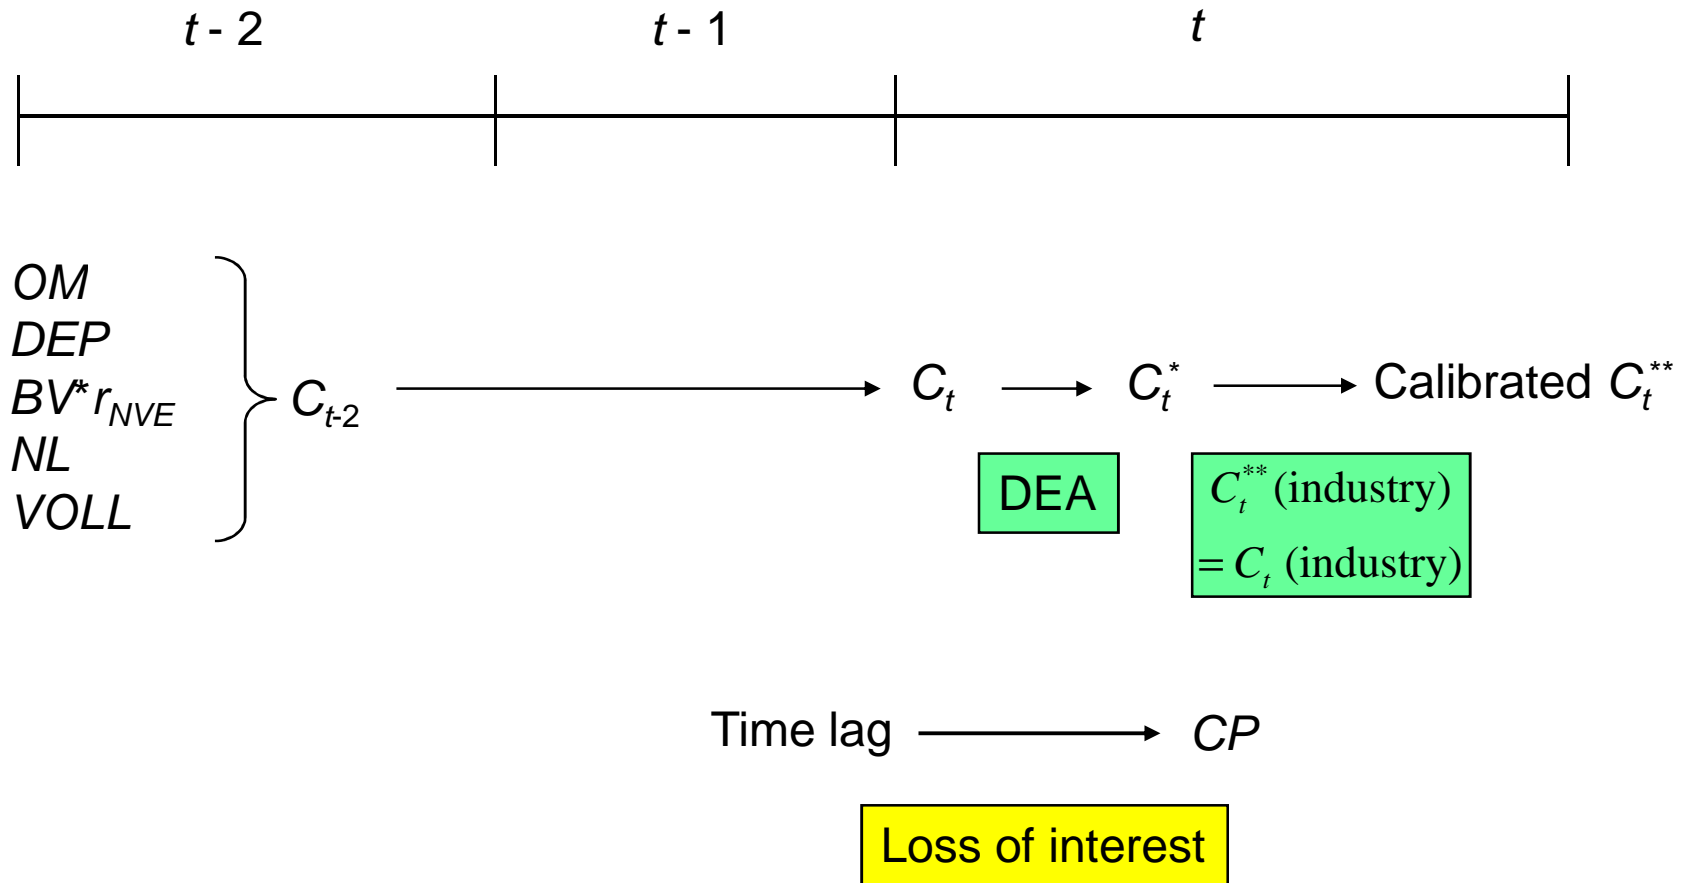 t - 2 t - 1 t
OM
DEP
BV* r_NVE
NL
VOLL
C_t-2 C_t C_t^* Calibrated C_t^**
DEA
C_t^** (industry)
= C_t (industry)
Time lag CP
Loss of interest